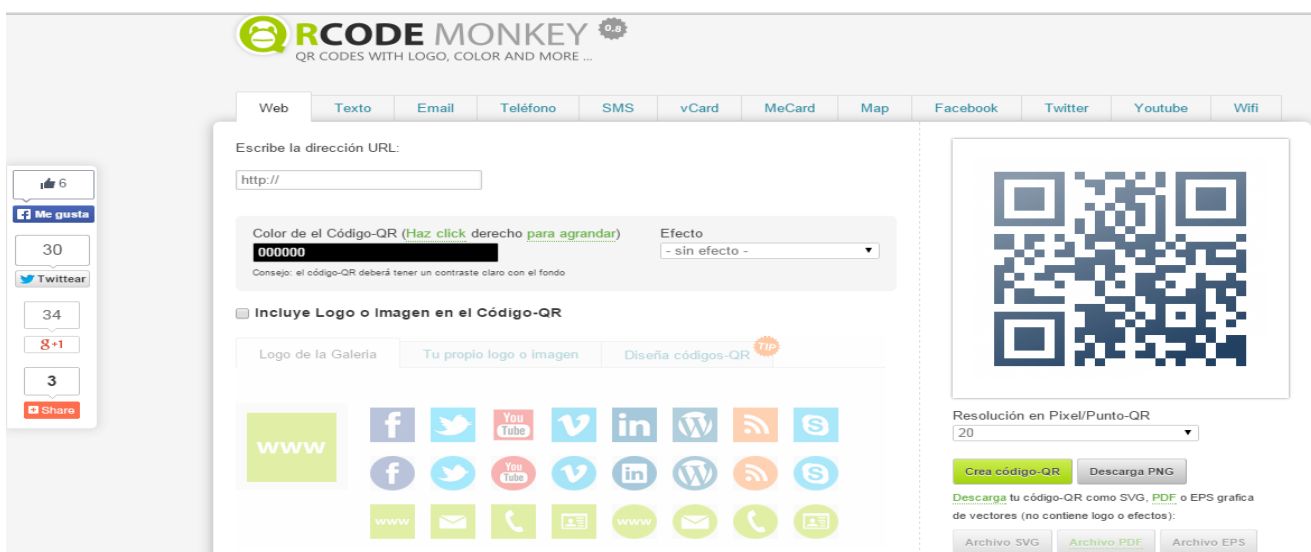 QRCODE MONKEY 0.8
QR CODES WITH LOGO, COLOR AND MORE ...
Web Texto Email Teléfono SMS vCard MeCard Map Facebook Twitter Youtube Wifi
Escribe la dirección URL:
http://
6
Me gusta
30
Twittear
34
g+1
3
Share
Color de el Código-QR (Haz click derecho para agrandar)
000000
Consejo: el código-QR deberá tener un contraste claro con el fondo
Efecto
- sin efecto -
Incluye Logo o Imagen en el Código-QR
Logo de la Galeria Tu propio logo o imagen Diseña códigos-QR TIP
www
f You Tube v in W S
f You Tube v in W S
www www
Resolución en Pixel/Punto-QR
20
Crea código-QR Descarga PNG
Descarga tu código-QR como SVG, PDF o EPS grafica
de vectores (no contiene logo o efectos):
Archivo SVG Archivo PDF Archivo EPS